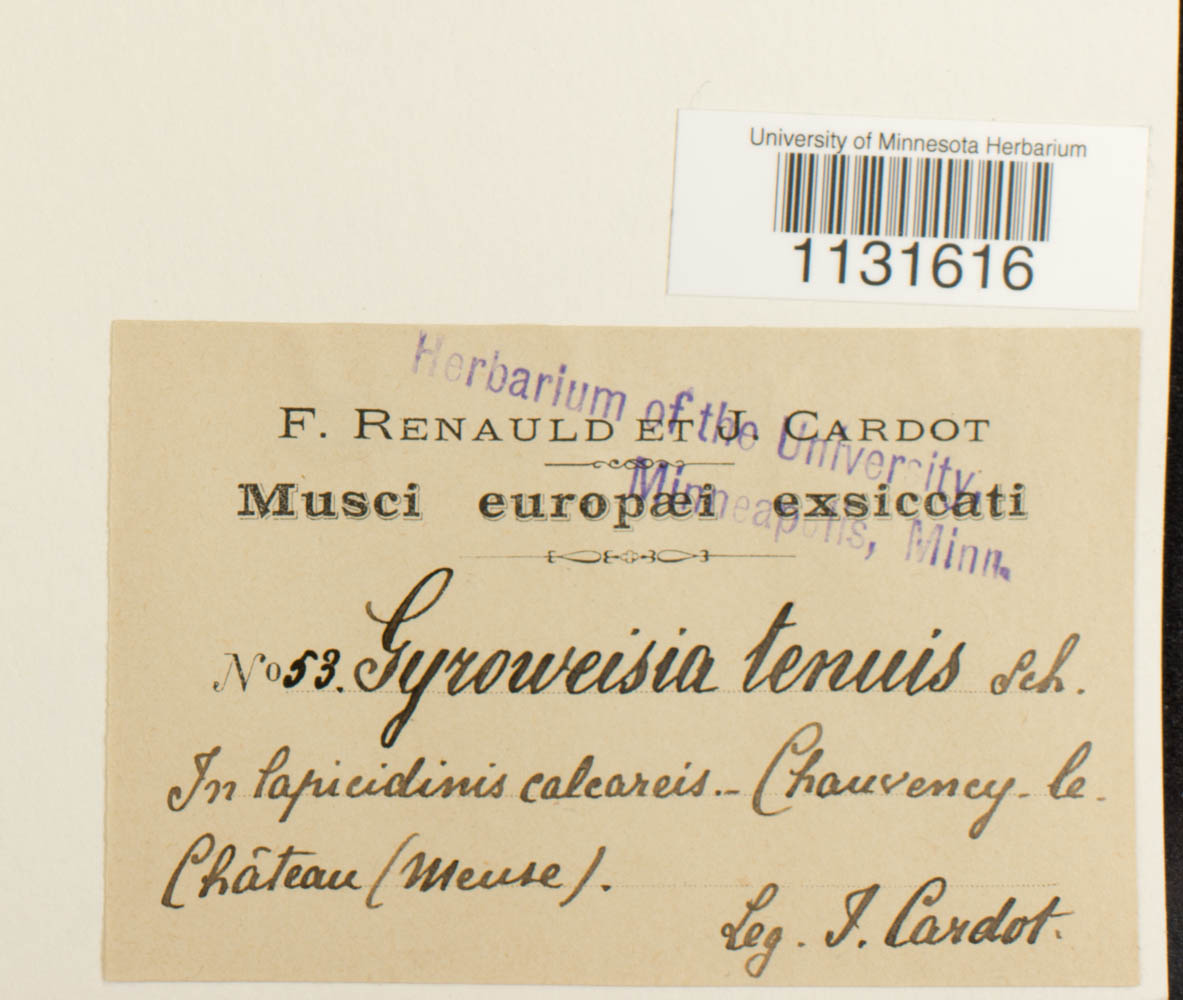 University of Minnesota Herbarium
1131616
Herbarium of the University,
Minneapolis, Minn.
F. RENAULD ET J. CARDOT
Musci europæi exsiccati
No 53. Gyroweisia tenuis Sch.
In lapicidinis calcareis. - Chauvency-le-
Château (Meuse).
Leg. J. Cardot.